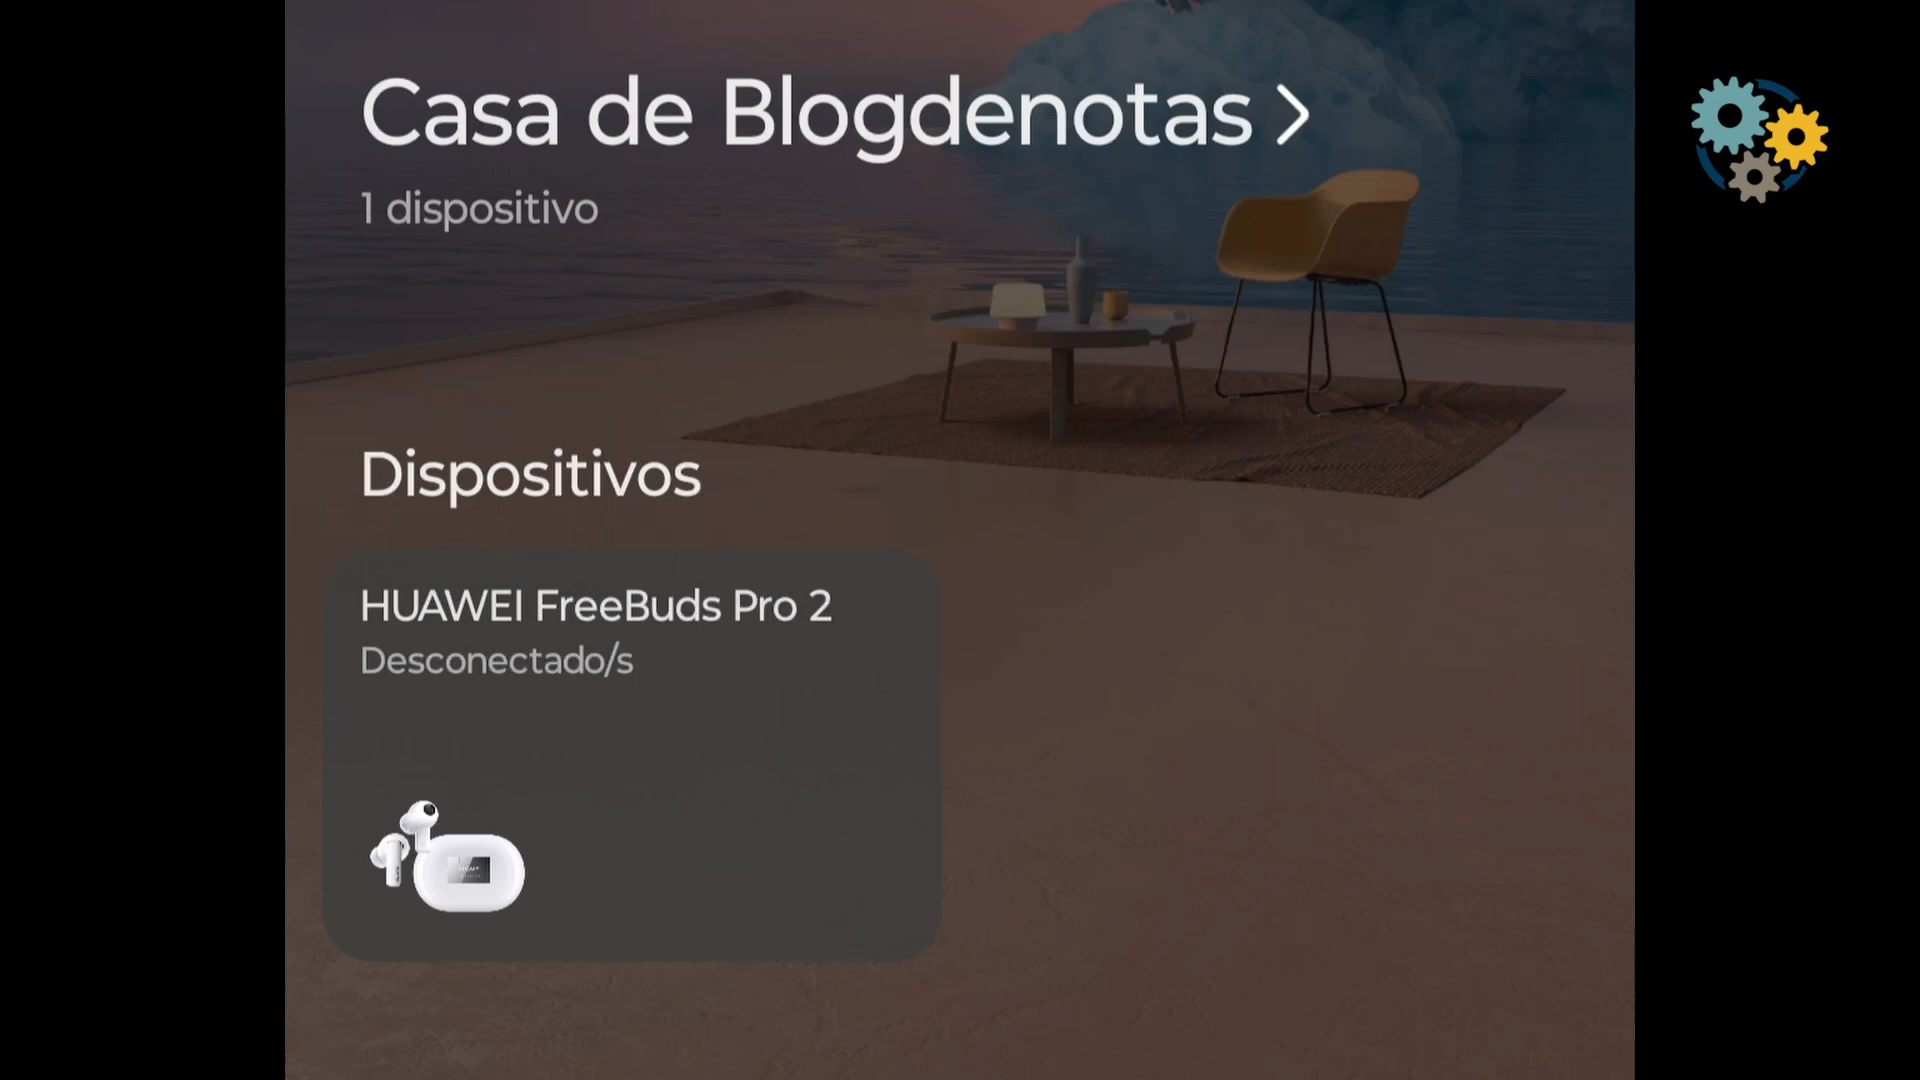 Casa de Blogdenotas
1 dispositivo
Dispositivos
HUAWEI FreeBuds Pro 2
Desconectado/s